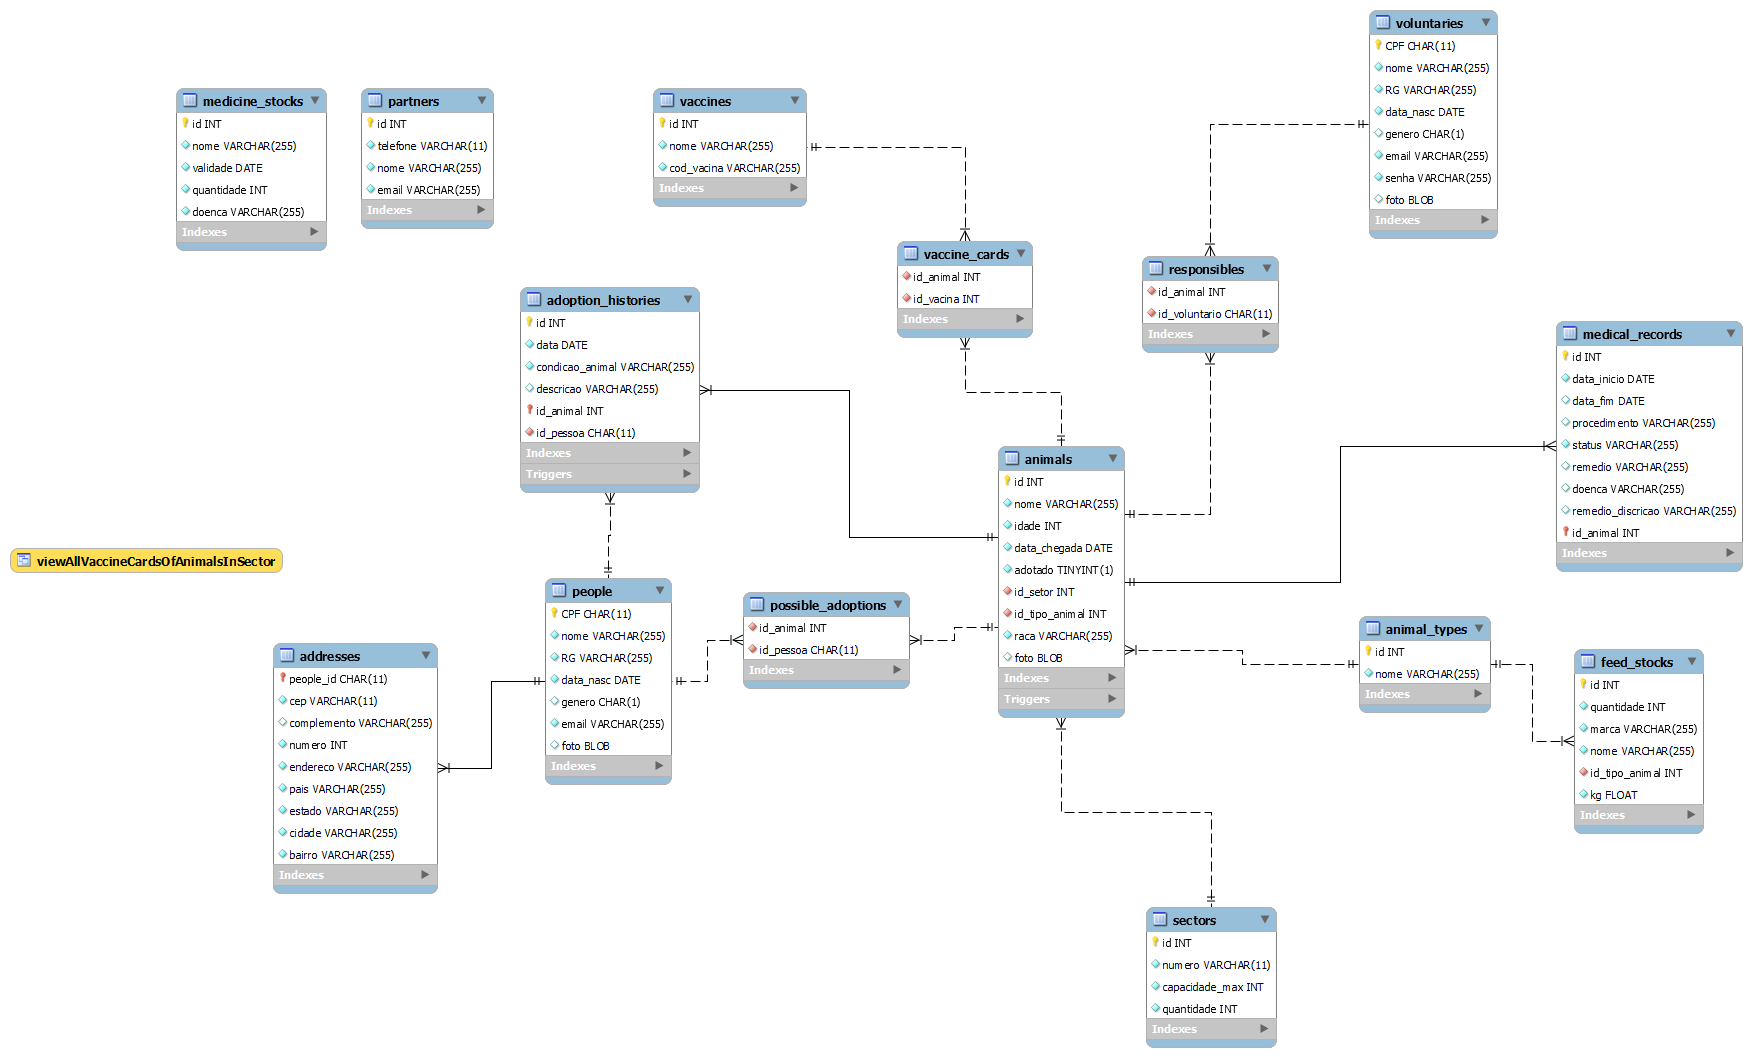 voluntaries
CPF CHAR(11)
nome VARCHAR(255)
RG VARCHAR(255)
data_nasc DATE
genero CHAR(1)
email VARCHAR(255)
senha VARCHAR(255)
foto BLOB
Indexes
medicine_stocks
id INT
nome VARCHAR(255)
validade DATE
quantidade INT
doenca VARCHAR(255)
Indexes
partners
id INT
telefone VARCHAR(11)
nome VARCHAR(255)
email VARCHAR(255)
Indexes
vaccines
id INT
nome VARCHAR(255)
cod_vacina VARCHAR(255)
Indexes
vaccine_cards
id_animal INT
id_vacina INT
Indexes
responsibles
id_animal INT
id_voluntario CHAR(11)
Indexes
adoption_histories
id INT
data DATE
condicao_animal VARCHAR(255)
descricao VARCHAR(255)
id_animal INT
id_pessoa CHAR(11)
Indexes
Triggers
medical_records
id INT
data_inicio DATE
data_fim DATE
procedimento VARCHAR(255)
status VARCHAR(255)
remedio VARCHAR(255)
doenca VARCHAR(255)
remedio_discricao VARCHAR(255)
id_animal INT
Indexes
animals
id INT
nome VARCHAR(255)
idade INT
data_chegada DATE
adotado TINYINT(1)
id_setor INT
id_tipo_animal INT
raca VARCHAR(255)
foto BLOB
Indexes
Triggers
viewAllVaccineCardsOfAnimalsInSector
people
CPF CHAR(11)
nome VARCHAR(255)
RG VARCHAR(255)
data_nasc DATE
genero CHAR(1)
email VARCHAR(255)
foto BLOB
Indexes
possible_adoptions
id_animal INT
id_pessoa CHAR(11)
Indexes
animal_types
id INT
nome VARCHAR(255)
Indexes
addresses
people_id CHAR(11)
cep VARCHAR(11)
complemento VARCHAR(255)
numero INT
endereco VARCHAR(255)
pais VARCHAR(255)
estado VARCHAR(255)
cidade VARCHAR(255)
bairro VARCHAR(255)
Indexes
feed_stocks
id INT
quantidade INT
marca VARCHAR(255)
nome VARCHAR(255)
id_tipo_animal INT
kg FLOAT
Indexes
sectors
id INT
numero VARCHAR(11)
capacidade_max INT
quantidade INT
Indexes